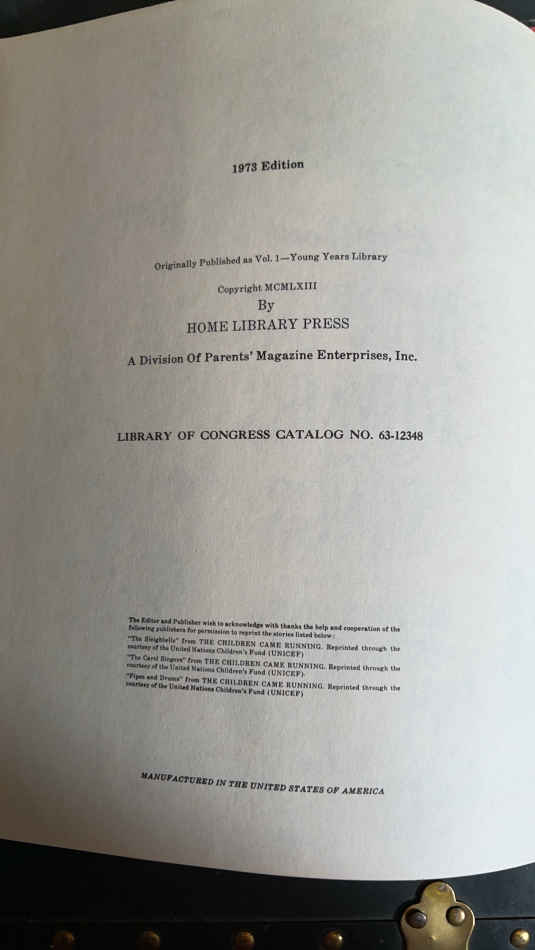 1973 Edition
Originally Published as Vol. 1—Young Years Library
Copyright MCMLXIII
By
HOME LIBRARY PRESS
A Division Of Parents' Magazine Enterprises, Inc.
LIBRARY OF CONGRESS CATALOG NO. 63-12348
The Editor and Publisher wish to acknowledge with thanks the help and cooperation of the
following publishers for permission to reprint the stories listed below:
"The Sleighbells" from THE CHILDREN CAME RUNNING. Reprinted through the
courtesy of the United Nations Children's Fund (UNICEF)
"The Carol Singers" from THE CHILDREN CAME RUNNING. Reprinted through the
courtesy of the United Nations Children's Fund (UNICEF).
"Pipes and Drums" from THE CHILDREN CAME RUNNING. Reprinted through the
courtesy of the United Nations Children's Fund (UNICEF)
MANUFACTURED IN THE UNITED STATES OF AMERICA